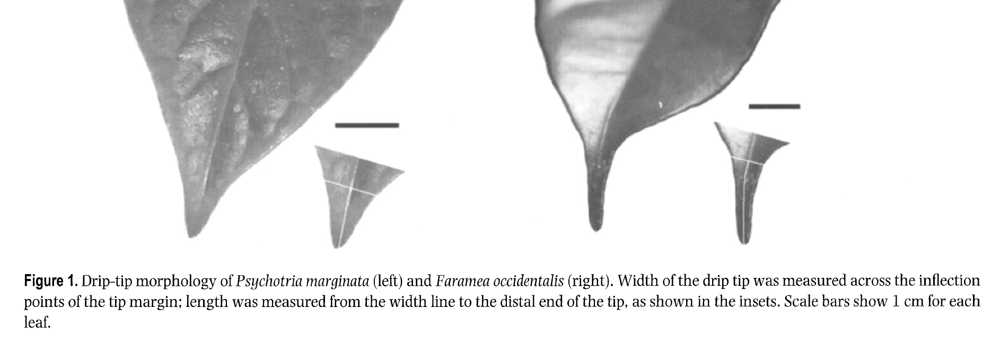 Figure 1. Drip-tip morphology of Psychotria marginata (left) and Faramea occidentalis (right). Width of the drip tip was measured across the inflection
points of the tip margin; length was measured from the width line to the distal end of the tip, as shown in the insets. Scale bars show 1 cm for each
leaf.